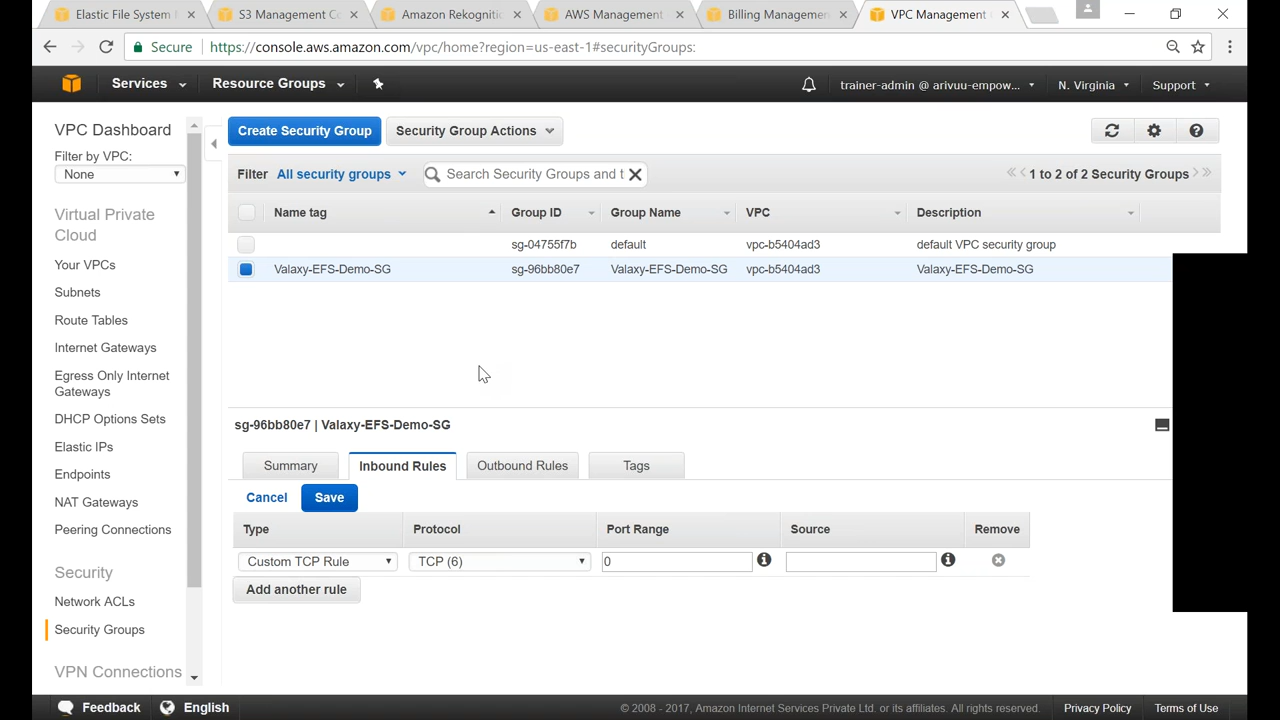 Elastic File System
S3 Management Co
Amazon Rekognitio
AWS Management
Billing Manageme
VPC Management
Secure
https://console.aws.amazon.com/vpc/home?region=us-east-1#securityGroups:
Services
Resource Groups
trainer-admin @ arivuu-empow...
N. Virginia
Support
VPC Dashboard
Filter by VPC:
None
Virtual Private
Cloud
Your VPCs
Subnets
Route Tables
Internet Gateways
Egress Only Internet
Gateways
DHCP Options Sets
Elastic IPs
Endpoints
NAT Gateways
Peering Connections
Security
Network ACLs
Security Groups
VPN Connections
Create Security Group
Security Group Actions
Filter All security groups
Search Security Groups and t
1 to 2 of 2 Security Groups
Name tag Group ID Group Name VPC Description
sg-04755f7b default vpc-b5404ad3 default VPC security group
Valaxy-EFS-Demo-SG sg-96bb80e7 Valaxy-EFS-Demo-SG vpc-b5404ad3 Valaxy-EFS-Demo-SG
sg-96bb80e7 | Valaxy-EFS-Demo-SG
Summary Inbound Rules Outbound Rules Tags
Cancel Save
Type Protocol Port Range Source Remove
Custom TCP Rule TCP (6) 0
Add another rule
Feedback English
© 2008 - 2017, Amazon Internet Services Private Ltd. or its affiliates. All rights reserved.
Privacy Policy Terms of Use